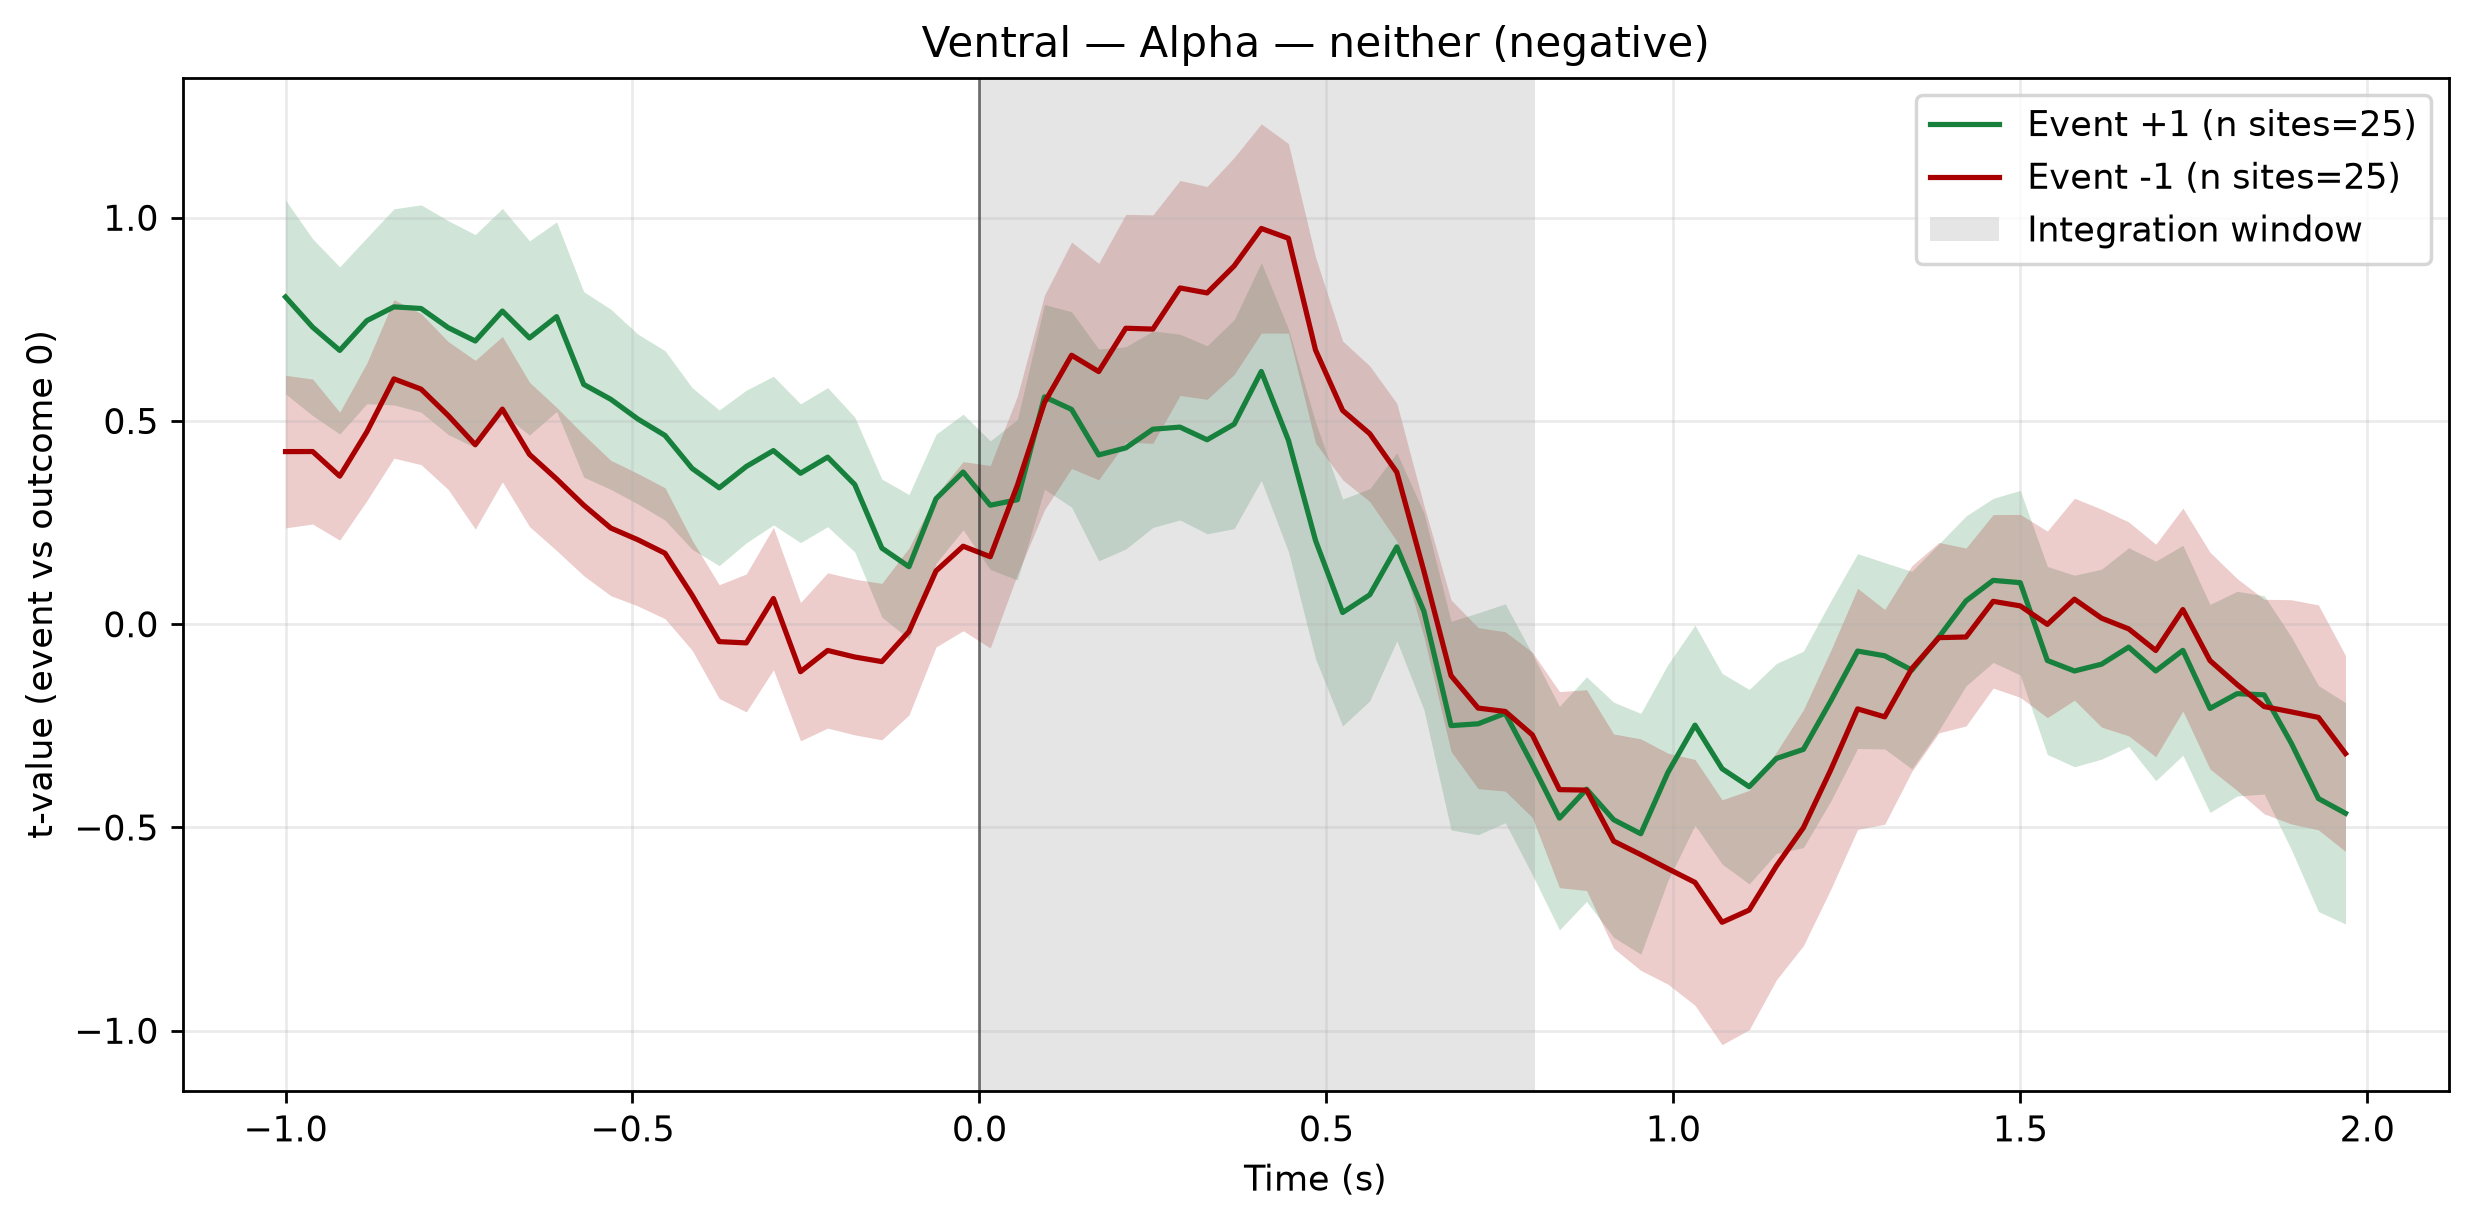 Ventral — Alpha — neither (negative)
Event +1 (n sites=25)
Event -1 (n sites=25)
Integration window
t-value (event vs outcome 0)
1.0
0.5
0.0
−0.5
−1.0
−1.0
−0.5
0.0
0.5
1.0
1.5
2.0
Time (s)